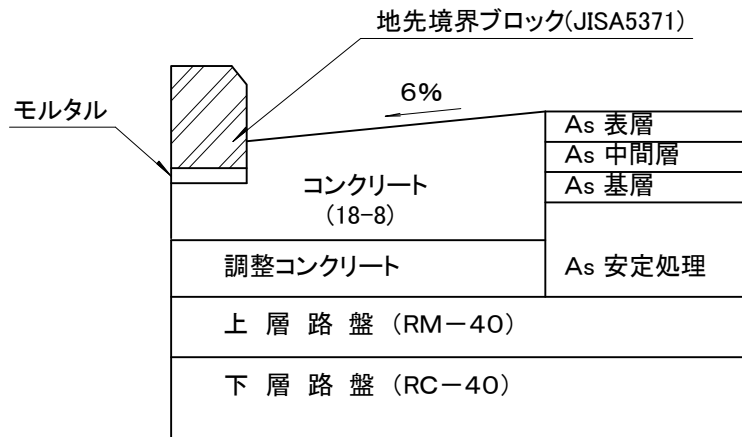 地先境界ブロック(JISA5371)
6%
モルタル
As 表層
As 中間層
As 基層
コンクリート
(18-8)
調整コンクリート
As 安定処理
上 層 路 盤 (RM-40)
下 層 路 盤 (RC-40)